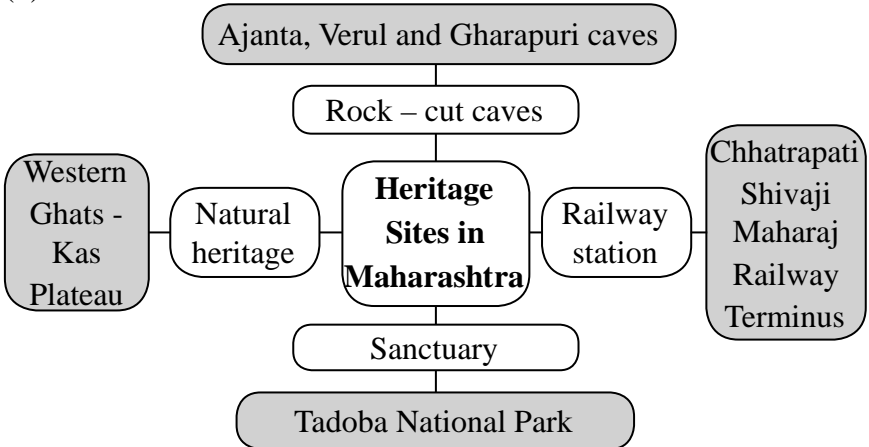 Ajanta, Verul and Gharapuri caves
Rock – cut caves
Western
Ghats -
Kas
Plateau
Natural
heritage
Heritage
Sites in
Maharashtra
Railway
station
Chhatrapati
Shivaji
Maharaj
Railway
Terminus
Sanctuary
Tadoba National Park